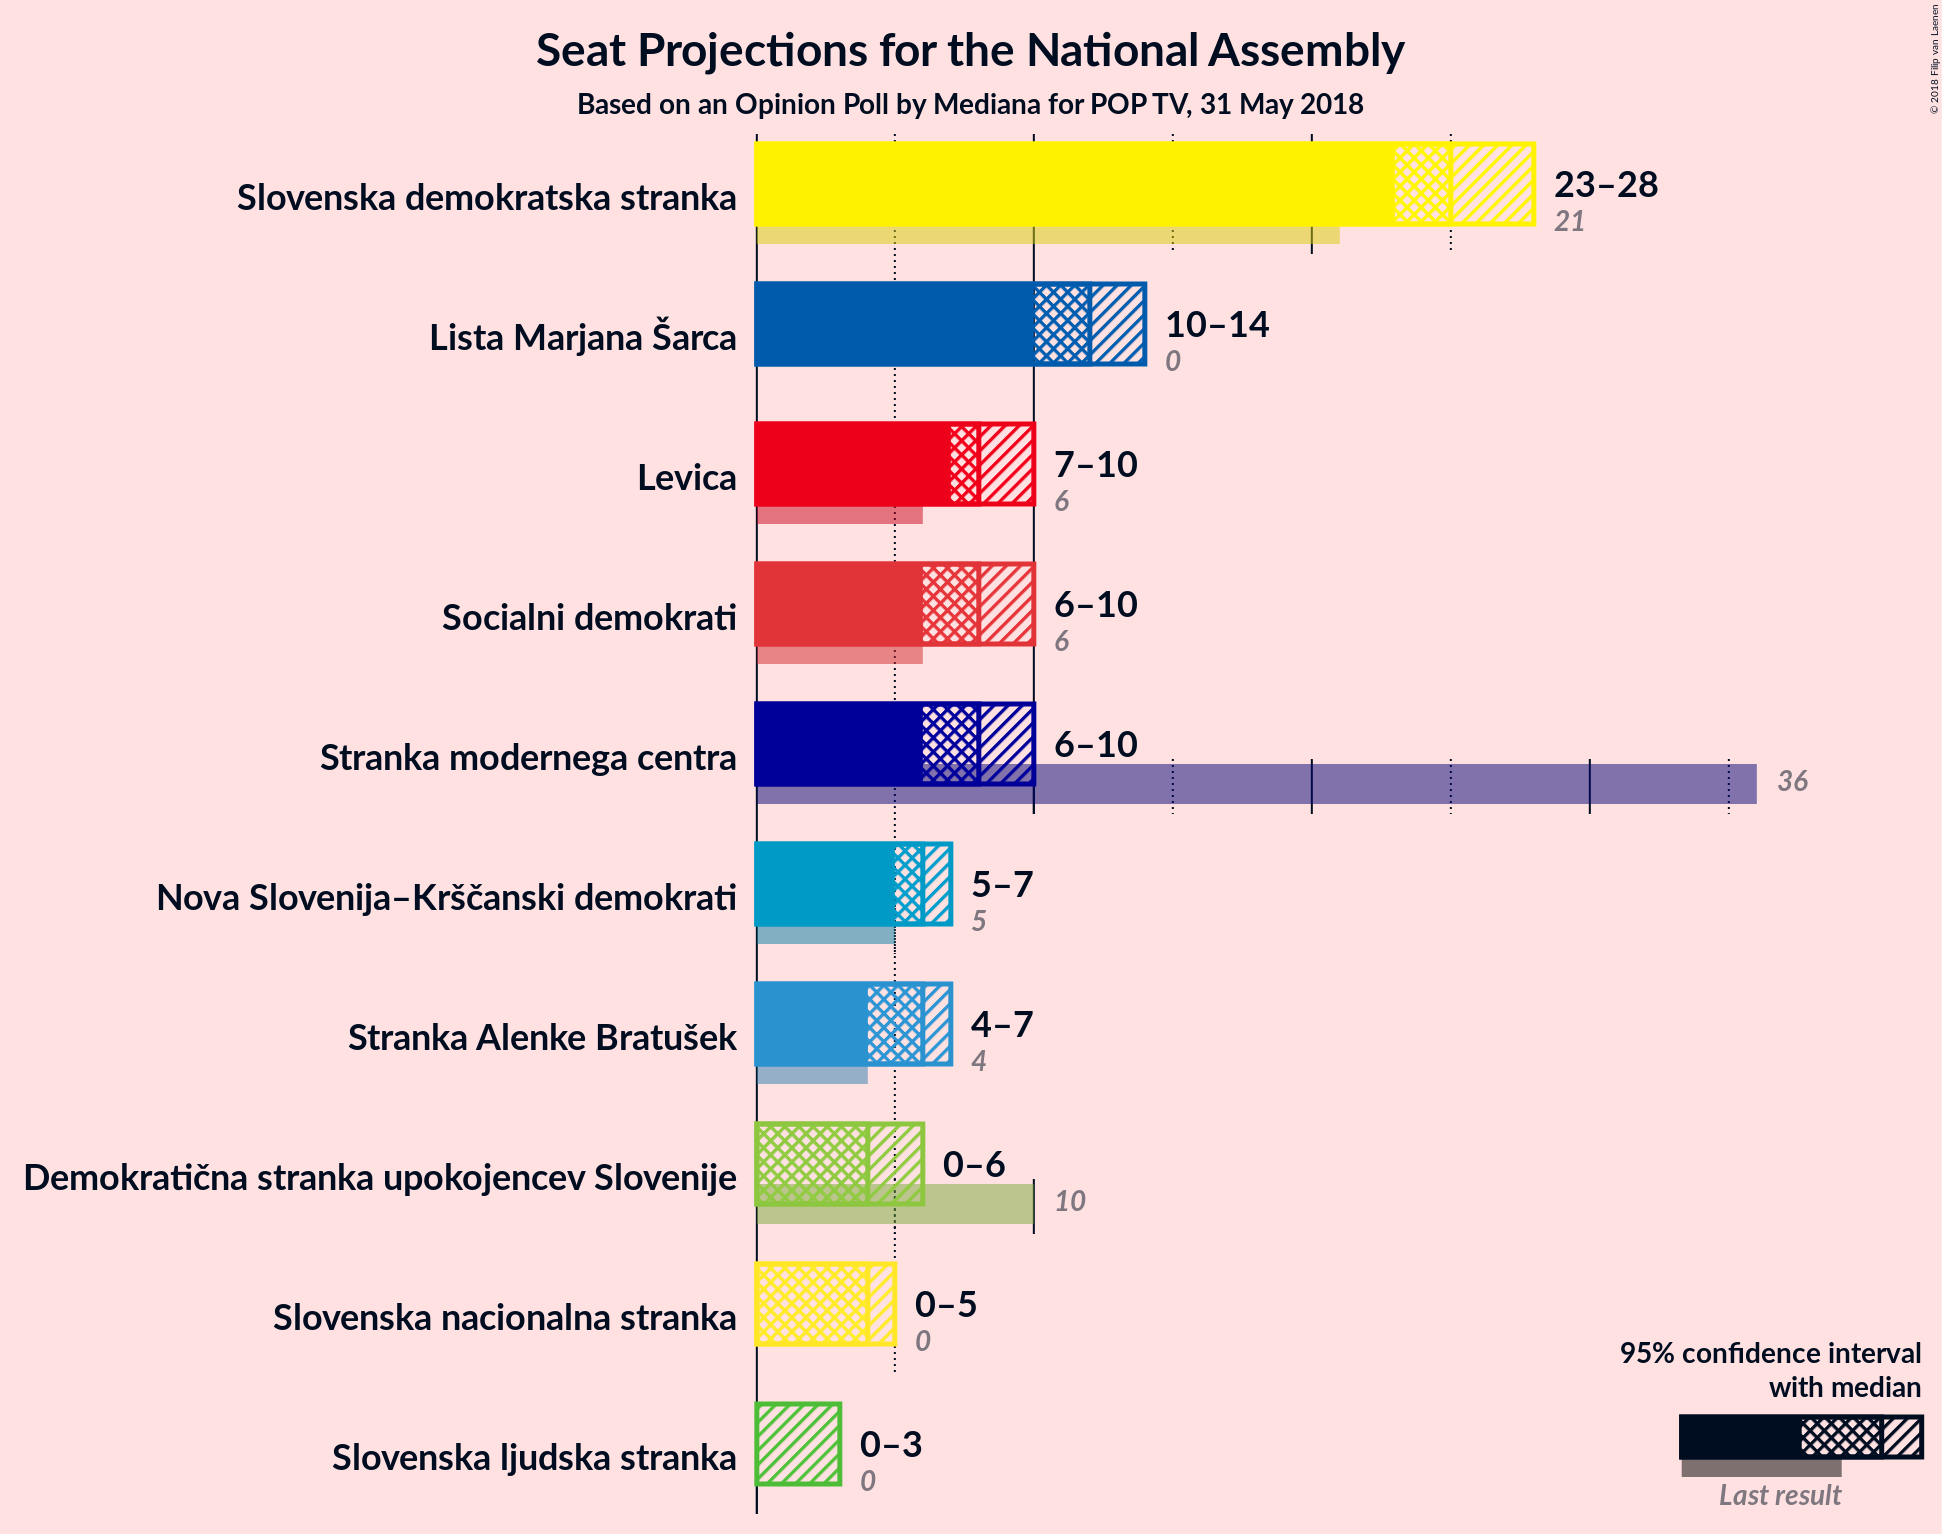 Seat Projections for the National Assembly
Based on an Opinion Poll by Mediana for POP TV, 31 May 2018
© 2018 Filip van Laenen
Slovenska demokratska stranka
23–28
21
Lista Marjana Šarca
10–14
0
Levica
7–10
6
Socialni demokrati
6–10
6
Stranka modernega centra
6–10
36
Nova Slovenija–Krščanski demokrati
5–7
5
Stranka Alenke Bratušek
4–7
4
Demokratična stranka upokojencev Slovenije
0–6
10
Slovenska nacionalna stranka
0–5
0
Slovenska ljudska stranka
0–3
0
95% confidence interval
with median
Last result